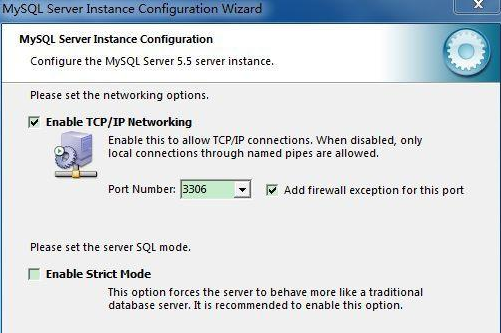 MySQL Server Instance Configuration Wizard
MySQL Server Instance Configuration
Configure the MySQL Server 5.5 server instance.
Please set the networking options.
Enable TCP/IP Networking
Enable this to allow TCP/IP connections. When disabled, only
local connections through named pipes are allowed.
Port Number: 3306 Add firewall exception for this port
Please set the server SQL mode.
Enable Strict Mode
This option forces the server to behave more like a traditional
database server. It is recommended to enable this option.